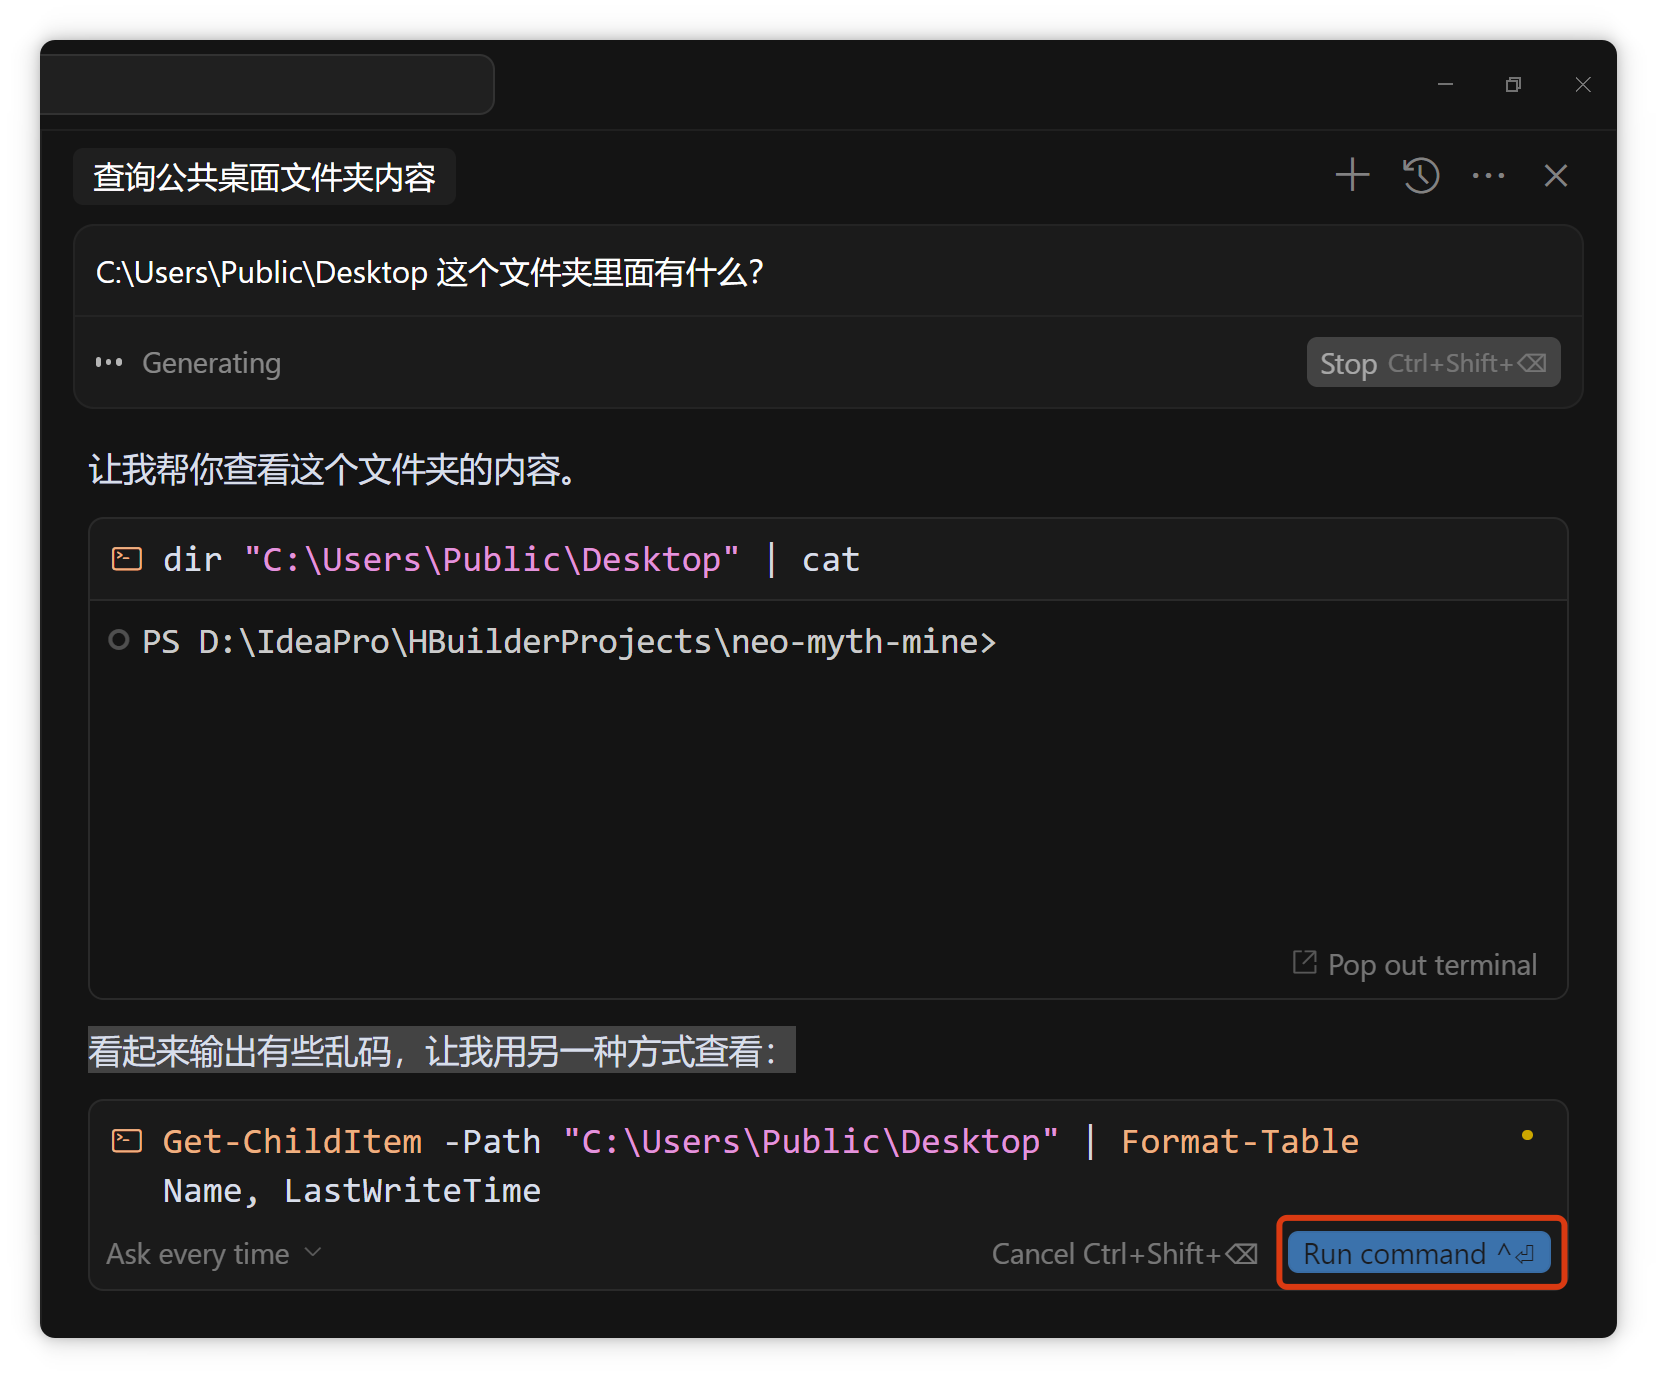 查询公共桌面文件夹内容
C:\Users\Public\Desktop 这个文件夹里面有什么？
Generating
Stop Ctrl+Shift+⌫
让我帮你查看这个文件夹的内容。
dir "C:\Users\Public\Desktop" | cat
PS D:\IdeaPro\HBuilderProjects\neo-myth-mine>
Pop out terminal
看起来输出有些乱码，让我用另一种方式查看：
Get-ChildItem -Path "C:\Users\Public\Desktop" | Format-Table
Name, LastWriteTime
Ask every time
Cancel Ctrl+Shift+⌫
Run command ^⏎